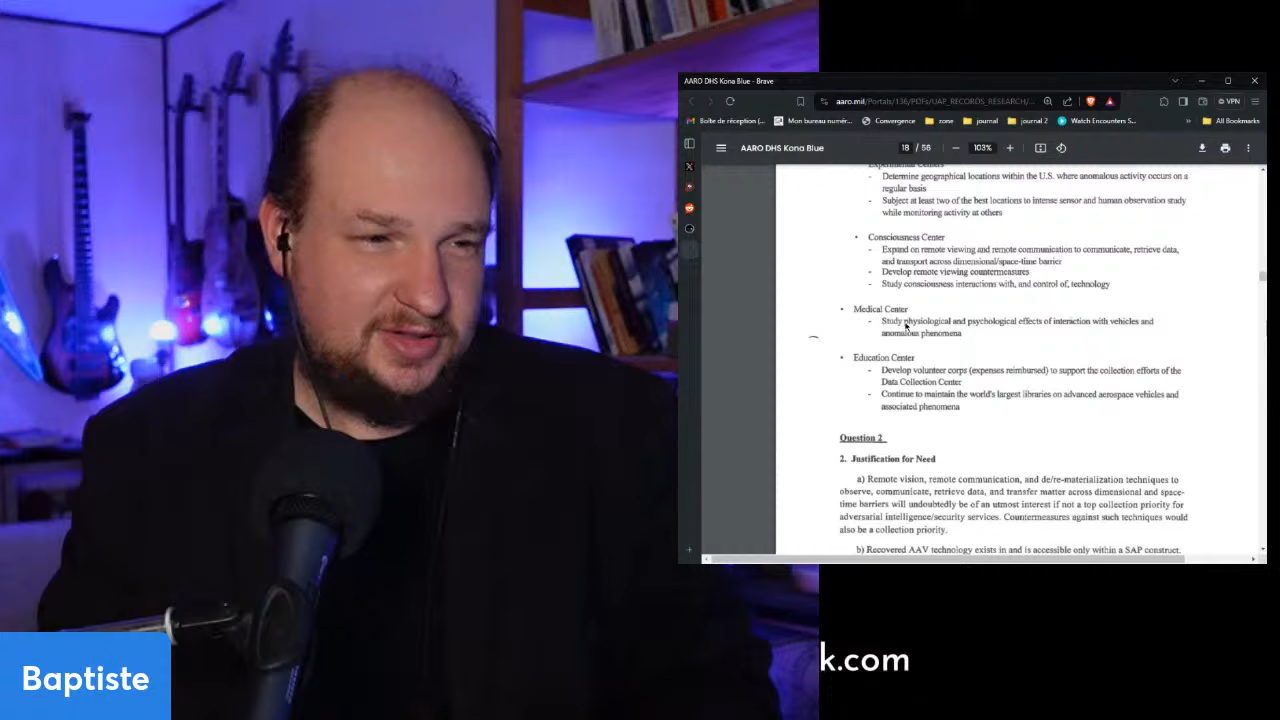 AARO DHS Kona Blue - Brave
aaro.mil/Portals/136/PDFs/UAP_RECORDS_RESEARCH/...
VPN
Boîte de réception (...
Mon bureau numér...
Convergence
zone
journal
journal 2
Watch Encounters S...
All Bookmarks
AARO DHS Kona Blue
18 / 56
103%
Experimental Centers
- Determine geographical locations within the U.S. where anomalous activity occurs on a
regular basis
- Subject at least two of the best locations to intense sensor and human observation study
while monitoring activity at others
• Consciousness Center
- Expand on remote viewing and remote communication to communicate, retrieve data,
and transport across dimensional/space-time barrier
- Develop remote viewing countermeasures
- Study consciousness interactions with, and control of, technology
• Medical Center
- Study physiological and psychological effects of interaction with vehicles and
anomalous phenomena
• Education Center
- Develop volunteer corps (expenses reimbursed) to support the collection efforts of the
Data Collection Center
- Continue to maintain the world's largest libraries on advanced aerospace vehicles and
associated phenomena
Question 2
2. Justification for Need
a) Remote vision, remote communication, and de/re-materialization techniques to
observe, communicate, retrieve data, and transfer matter across dimensional and space-
time barriers will undoubtedly be of an utmost interest if not a top collection priority for
adversarial intelligence/security services. Countermeasures against such techniques would
also be a collection priority.
b) Recovered AAV technology exists in and is accessible only within a SAP construct.
k.com
Baptiste